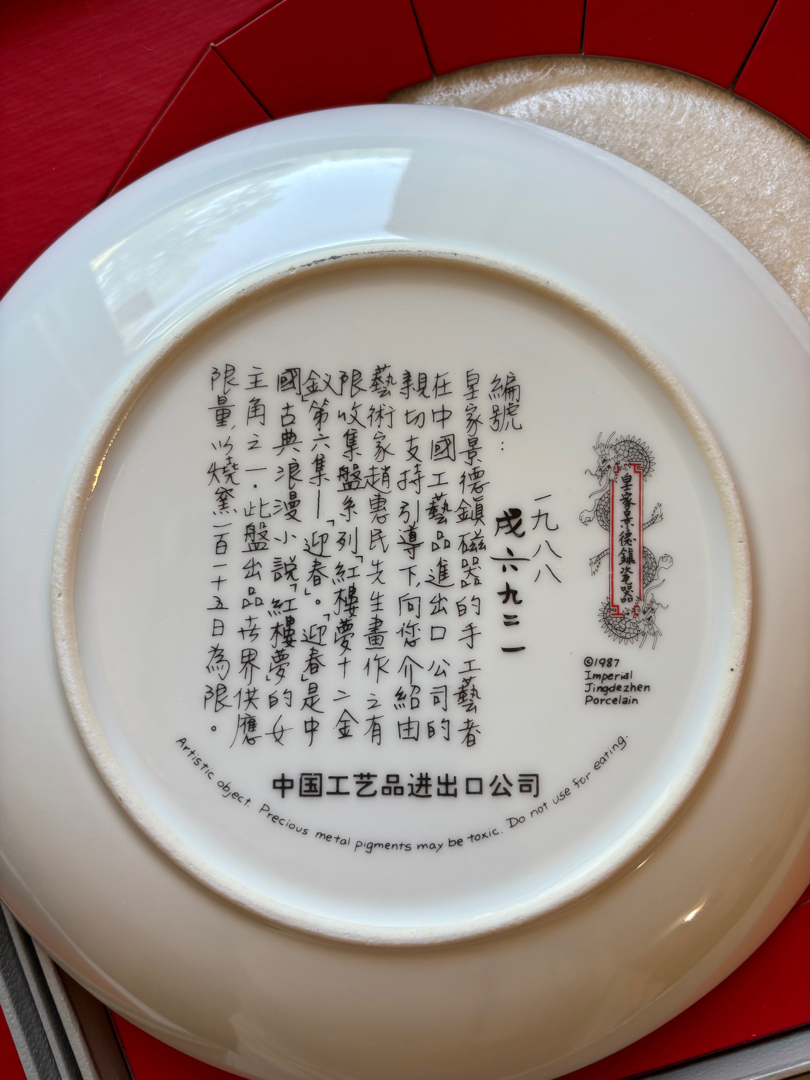 皇家景德鎮瓷器
©1987
Imperial
Jingdezhen
Porcelain
一九八八
編號：
戌六九二一
皇家景德鎮磁器的手工藝者
在中國工藝品進出口公司的
親切支持引導下,向您介紹由
藝術家趙惠民先生畫作之有
限收集盤系列「紅樓夢十二金
釵」第六集—「迎春」。「迎春」是中
國古典浪漫小說「紅樓夢」的女
主角之一。此盤出品世界供應
限量,以燒窯一百一十五日為限。
中国工艺品进出口公司
Artistic object. Precious metal pigments may be toxic. Do not use for eating.